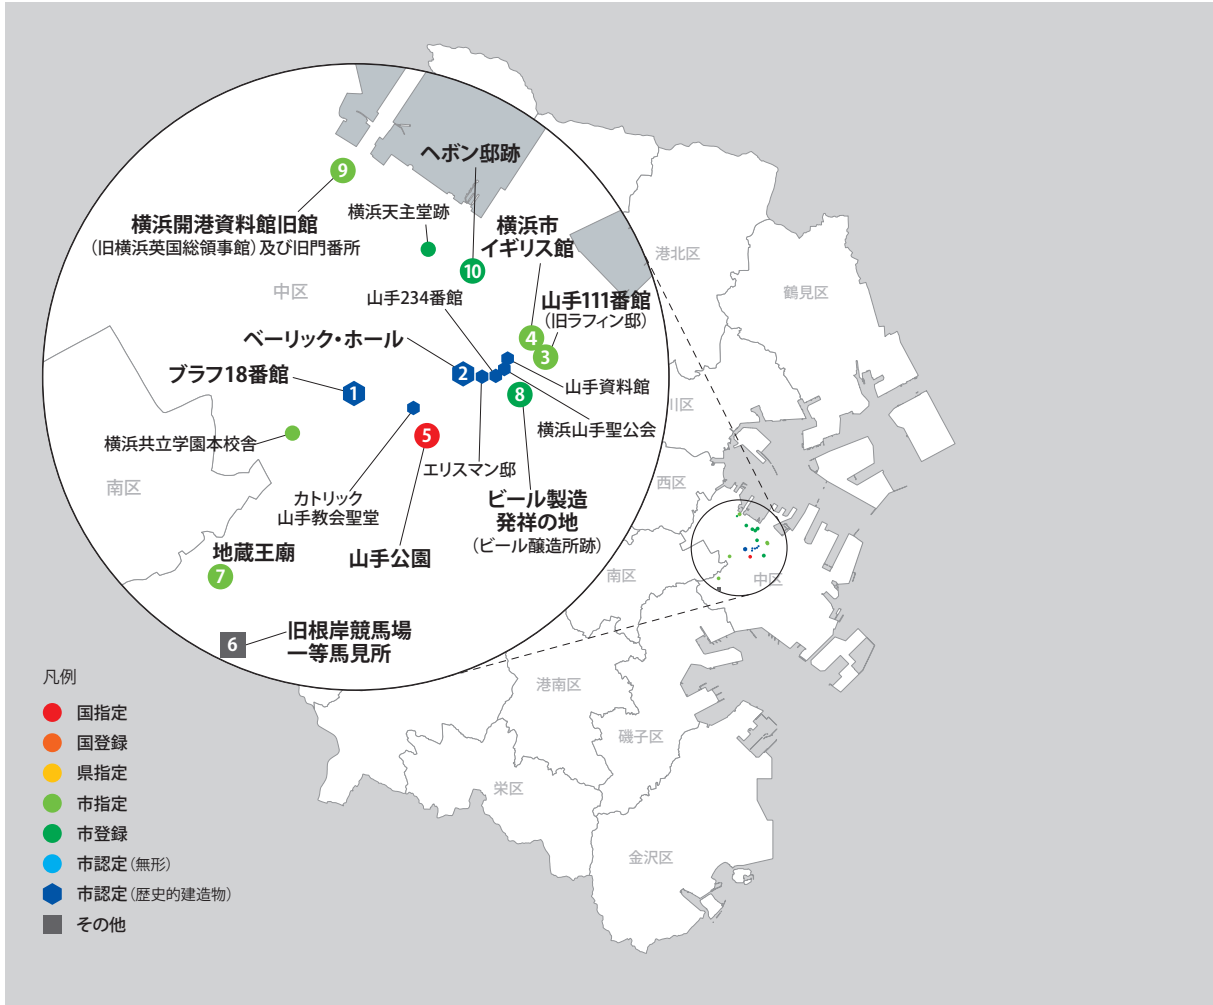 ヘボン邸跡
9
横浜天主堂跡
横浜開港資料館旧館
（旧横浜英国総領事館）及び旧門番所
横浜市
イギリス館
港北区
鶴見区
10
中区
山手234番館
山手111番館
（旧ラフィン邸）
ベーリック・ホール
4
3
ブラフ18番館
2
1
山手資料館
8
川区
横浜山手聖公会
横浜共立学園本校舎
5
エリスマン邸
西区
南区
カトリック
山手教会聖堂
ビール製造
発祥の地
（ビール醸造所跡）
地蔵王廟
山手公園
7
南区
中区
6
旧根岸競馬場
一等馬見所
凡例
国指定
国登録
県指定
市指定
市登録
市認定（無形）
市認定（歴史的建造物）
その他
港南区
磯子区
栄区
金沢区